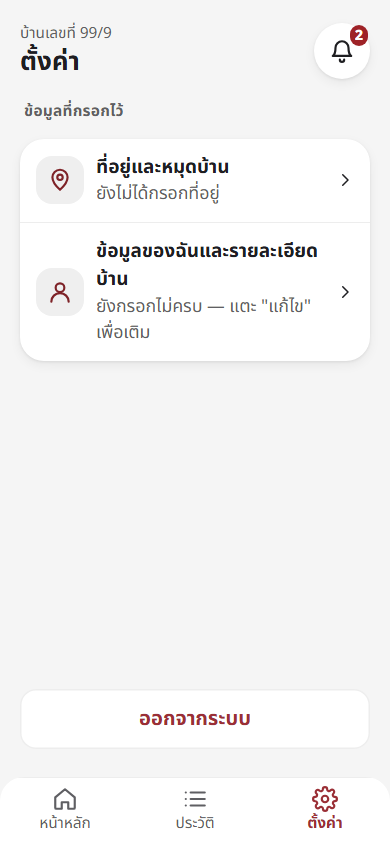 บ้านเลขที่ 99/9
ตั้งค่า
2
ข้อมูลที่กรอกไว้
ที่อยู่และหมุดบ้าน
ยังไม่ได้กรอกที่อยู่
ข้อมูลของฉันและรายละเอียด
บ้าน
ยังกรอกไม่ครบ — แตะ "แก้ไข"
เพื่อเติม
ออกจากระบบ
หน้าหลัก
ประวัติ
ตั้งค่า